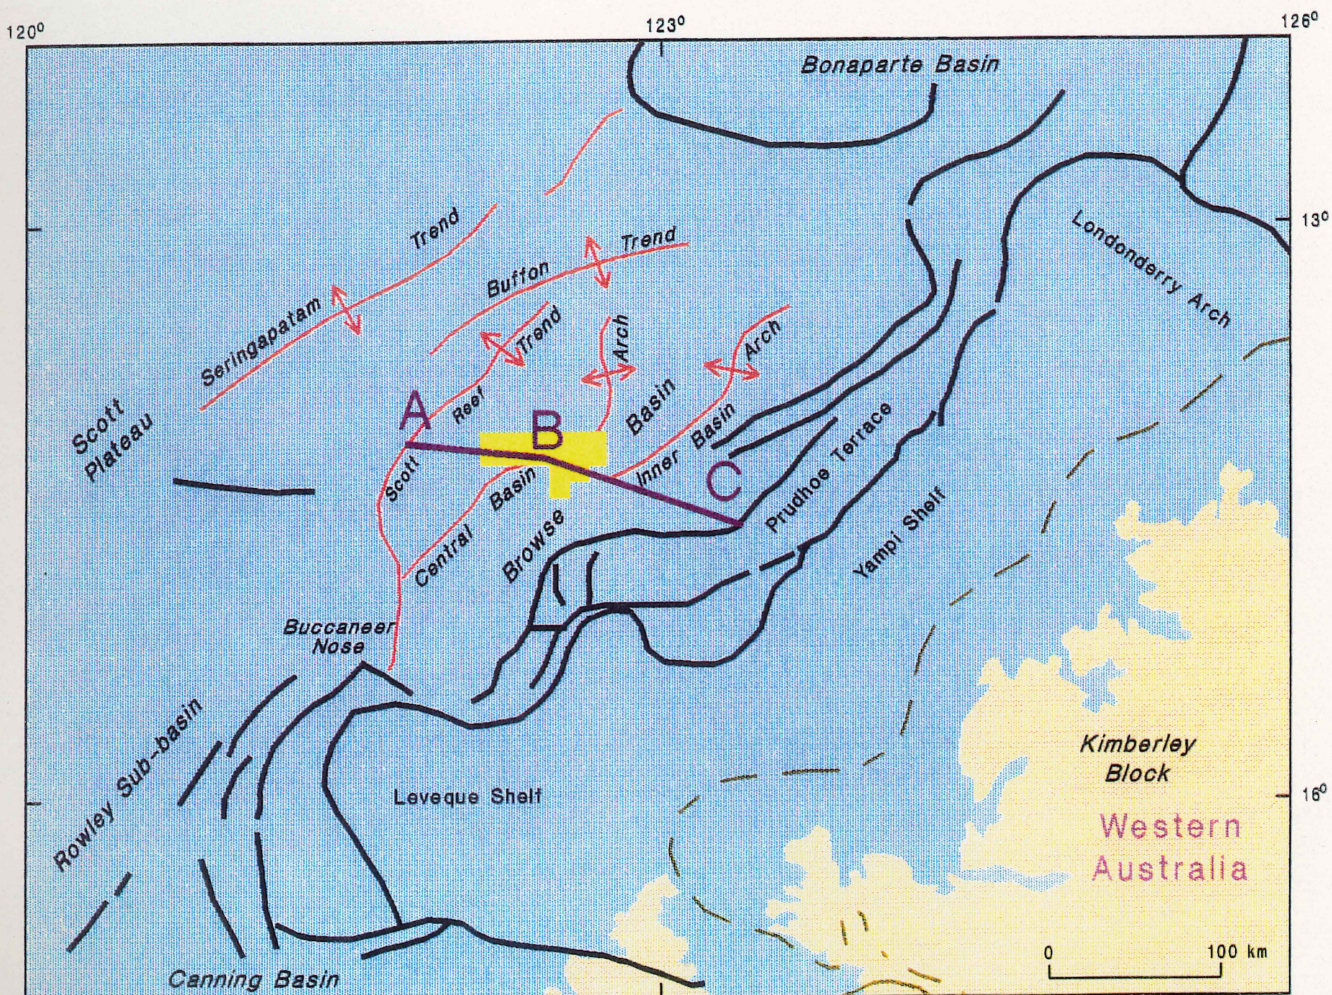 120°
123°
126°
Bonaparte Basin
13°
Londonderry Arch
Seringapatam Trend
Buffon Trend
Scott Reef Trend
Arch
Arch
Scott
Plateau
A
B
C
Central Basin
Browse Basin
Inner Basin
Prudhoe Terrace
Yampi Shelf
Buccaneer
Nose
Rowley Sub-basin
Leveque Shelf
Kimberley
Block
16°
Western
Australia
Canning Basin
0 100 km